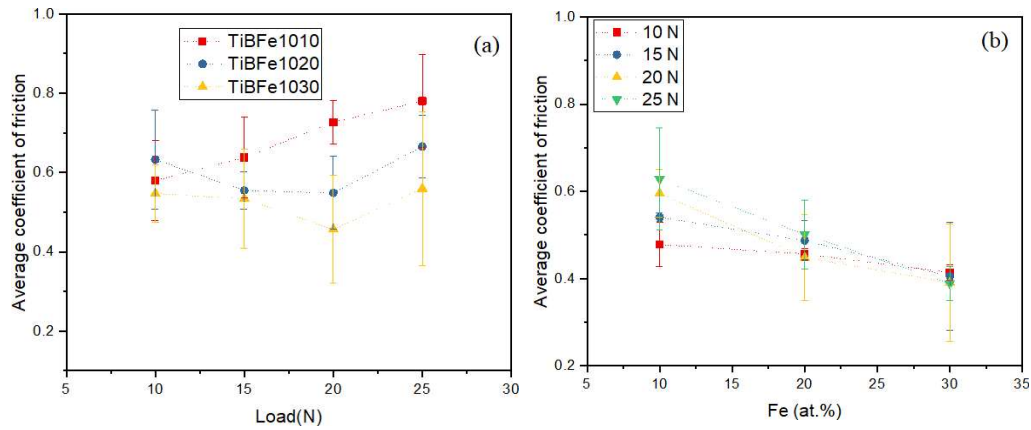 Average coefficient of friction
1.0
0.8
0.6
0.4
0.2
TiBFe1010
TiBFe1020
TiBFe1030
(a)
5 10 15 20 25 30
Load(N)
Average coefficient of friction
1.0
0.8
0.6
0.4
0.2
10 N
15 N
20 N
25 N
(b)
5 10 15 20 25 30 35
Fe (at.%)